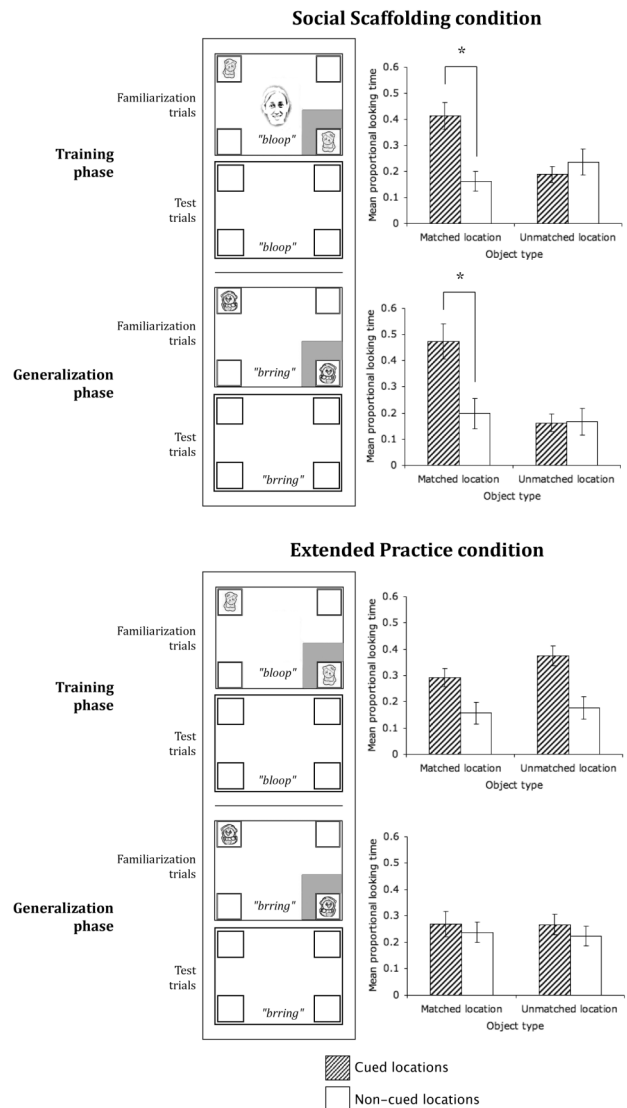 Social Scaffolding condition
Familiarization
trials
Training
phase
Test
trials
"bloop"
"bloop"
Familiarization
trials
Generalization
phase
Test
trials
"brring"
"brring"
Mean proportional looking time
0.6
0.5
0.4
0.3
0.2
0.1
0
*
Matched location
Unmatched location
Object type
Mean proportional looking time
0.6
0.5
0.4
0.3
0.2
0.1
0
*
Matched location
Unmatched location
Object type
Extended Practice condition
Familiarization
trials
Training
phase
Test
trials
"bloop"
"bloop"
Familiarization
trials
Generalization
phase
Test
trials
"brring"
"brring"
Mean proportional looking time
0.6
0.5
0.4
0.3
0.2
0.1
0
Matched location
Unmatched location
Object type
Mean proportional looking time
0.6
0.5
0.4
0.3
0.2
0.1
0
Matched location
Unmatched location
Object type
Cued locations
Non-cued locations